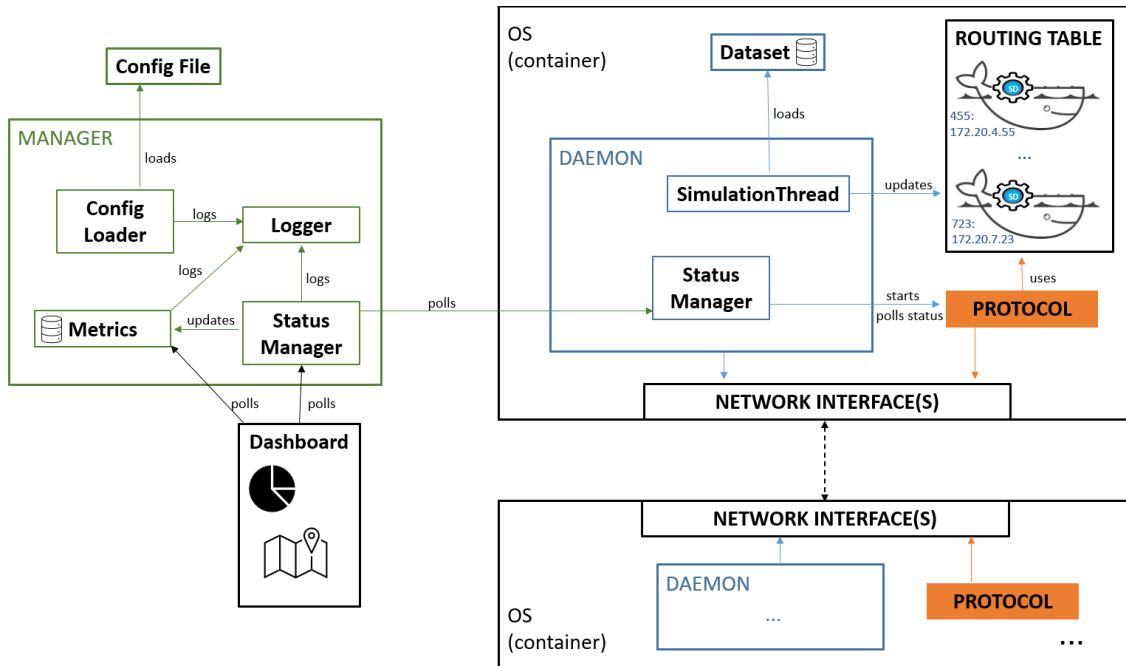 Config File
MANAGER
loads
Config
Loader
logs
Logger
logs
logs
Metrics
updates
Status
Manager
polls
polls
polls
Dashboard
OS
(container)
Dataset
loads
DAEMON
SimulationThread
updates
ROUTING TABLE
SD
455:
172.20.4.55
...
SD
723:
172.20.7.23
uses
Status
Manager
starts
polls status
PROTOCOL
NETWORK INTERFACE(S)
NETWORK INTERFACE(S)
DAEMON
...
PROTOCOL
OS
(container)
...